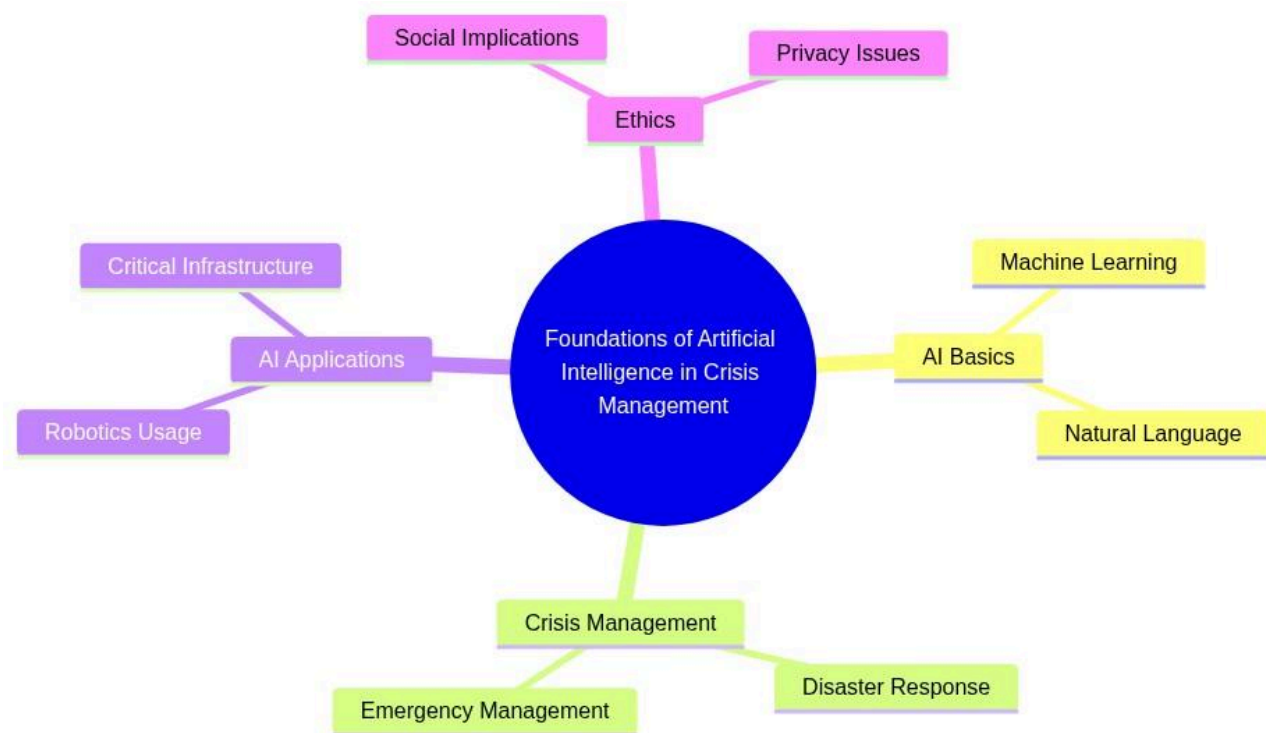 Social Implications
Privacy Issues
Ethics
Critical Infrastructure
Machine Learning
AI Applications
Foundations of Artificial
Intelligence in Crisis
Management
AI Basics
Robotics Usage
Natural Language
Crisis Management
Disaster Response
Emergency Management